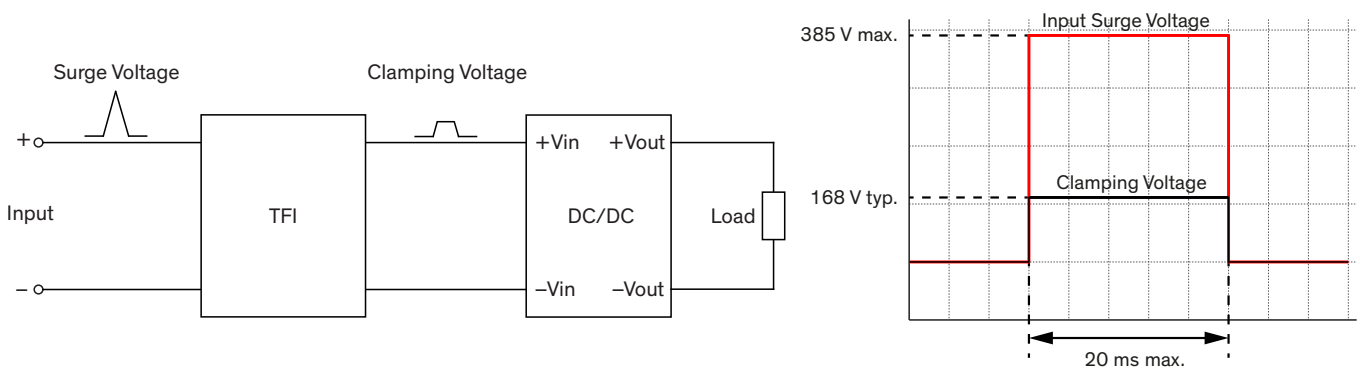 Surge Voltage
Clamping Voltage
+
+Vin
+Vout
Input
TFI
DC/DC
Load
–
–Vin
–Vout
Input Surge Voltage
385 V max.
Clamping Voltage
168 V typ.
20 ms max.